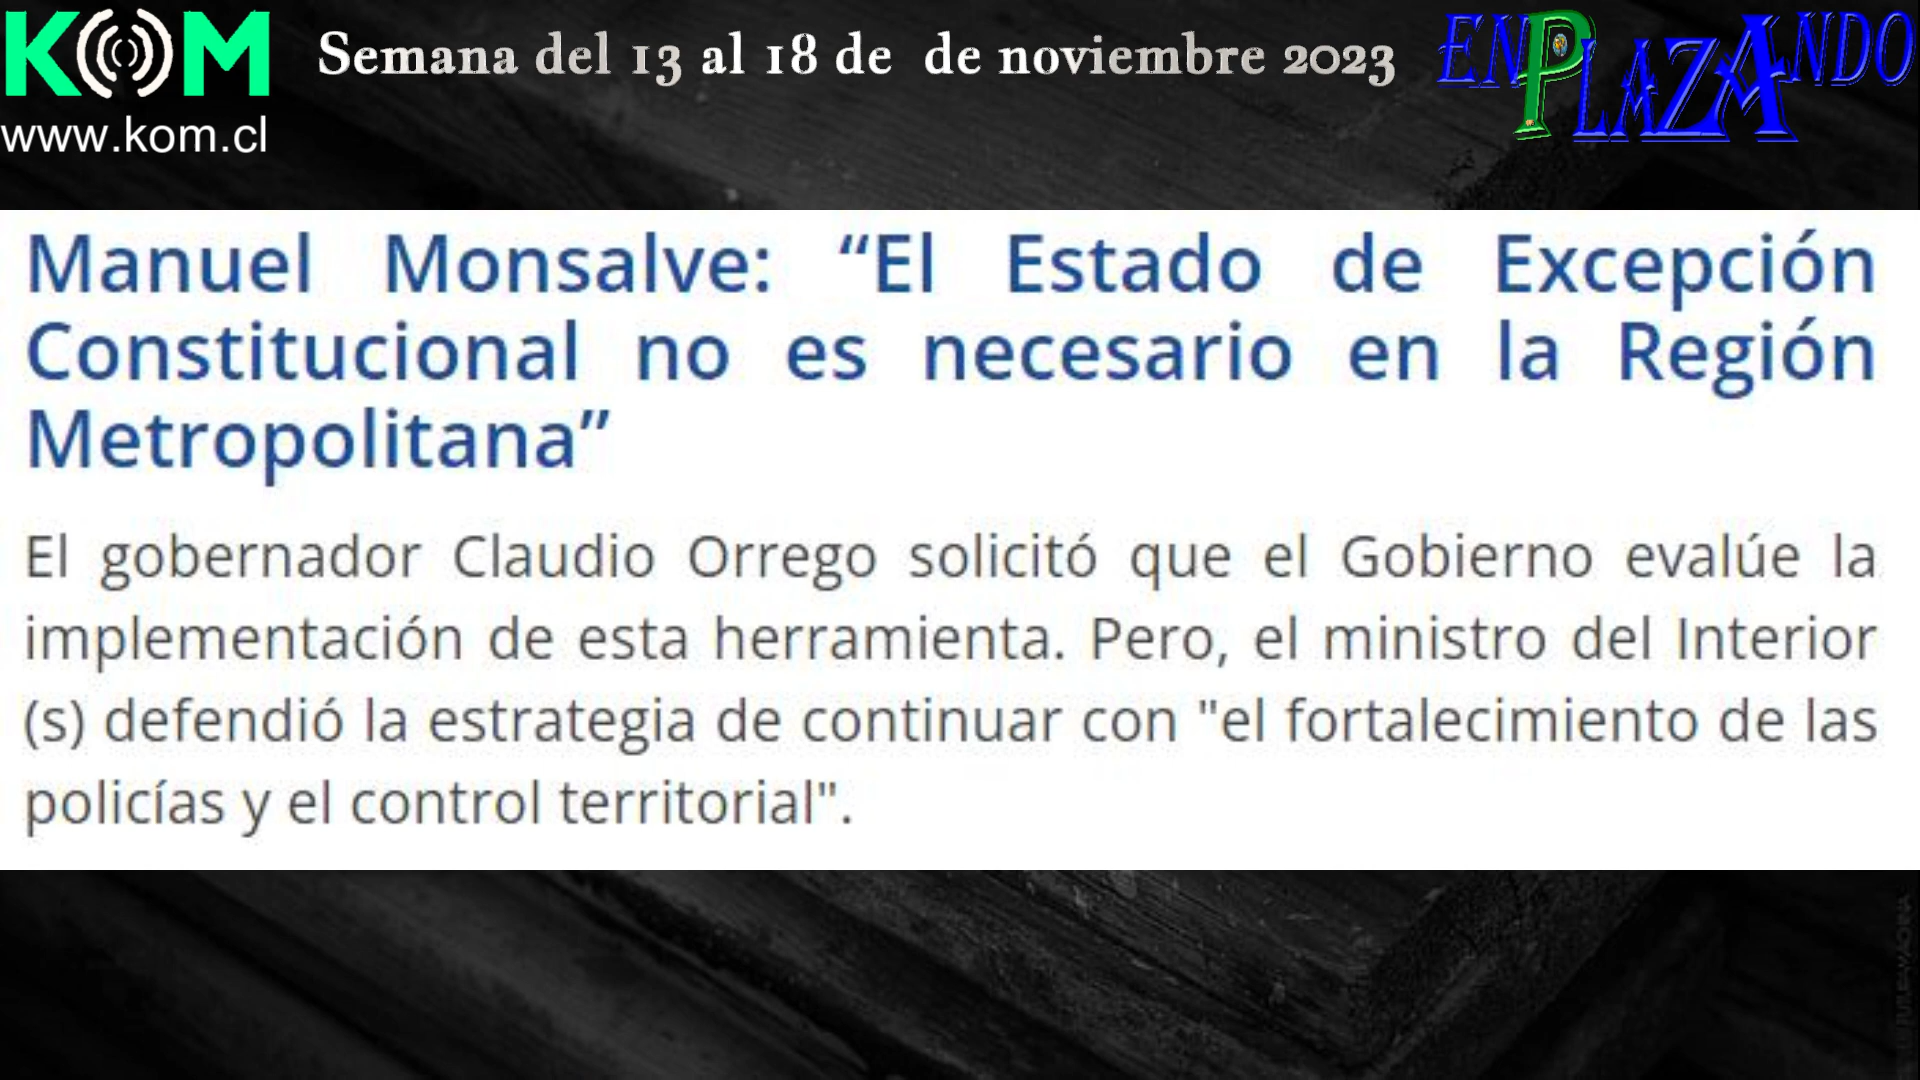 KOM
www.kom.cl
Semana del 13 al 18 de de noviembre 2023
ENPLAZANDO
Manuel Monsalve: “El Estado de Excepción
Constitucional no es necesario en la Región
Metropolitana”
El gobernador Claudio Orrego solicitó que el Gobierno evalúe la
implementación de esta herramienta. Pero, el ministro del Interior
(s) defendió la estrategia de continuar con "el fortalecimiento de las
policías y el control territorial".